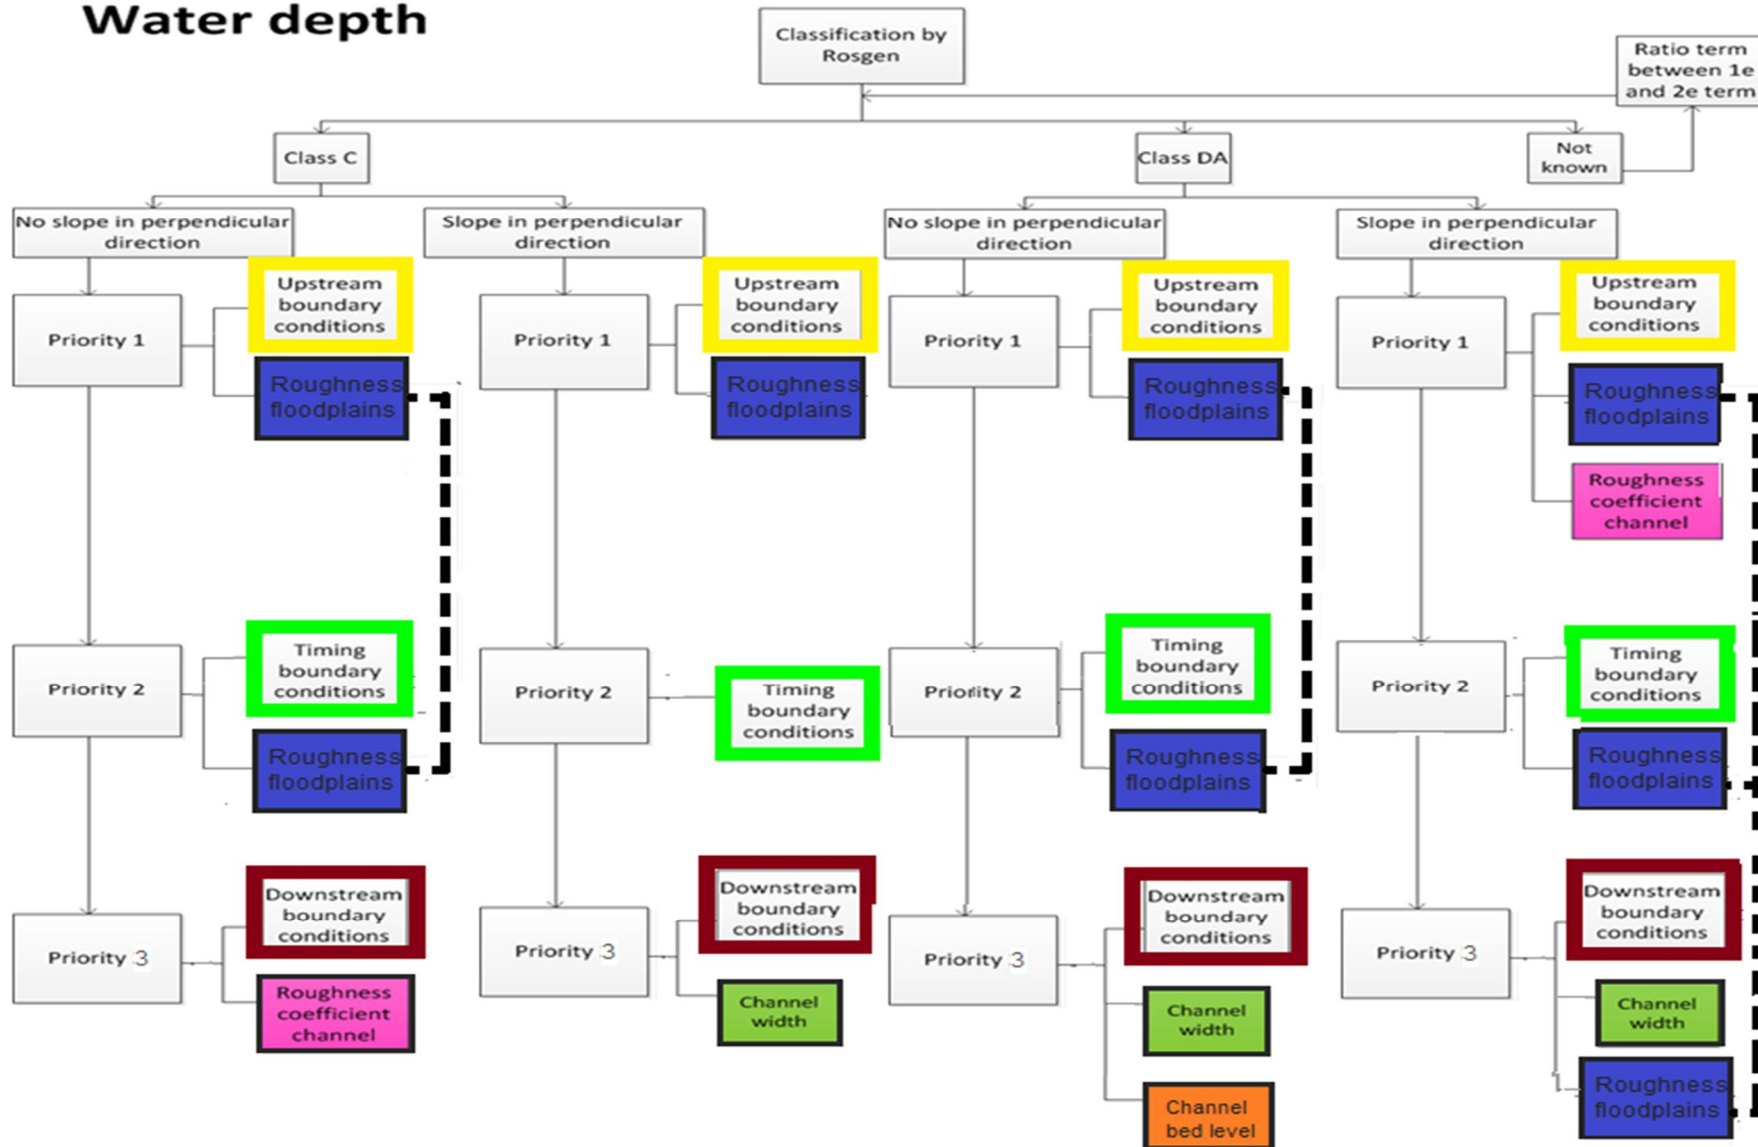 Water depth
Classification by
Rosgen
Ratio term
between 1e
and 2e term
Class C
Class DA
Not
known
No slope in perpendicular
direction
Slope in perpendicular
direction
No slope in perpendicular
direction
Slope in perpendicular
direction
Priority 1
Upstream
boundary
conditions
Roughness
floodplains
Priority 1
Upstream
boundary
conditions
Roughness
floodplains
Priority 1
Upstream
boundary
conditions
Roughness
floodplains
Priority 1
Upstream
boundary
conditions
Roughness
floodplains
Roughness
coefficient
channel
Priority 2
Timing
boundary
conditions
Roughness
floodplains
Priority 2
Timing
boundary
conditions
Priority 2
Timing
boundary
conditions
Roughness
floodplains
Priority 2
Timing
boundary
conditions
Roughness
floodplains
Priority 3
Downstream
boundary
conditions
Roughness
coefficient
channel
Priority 3
Downstream
boundary
conditions
Channel
width
Priority 3
Downstream
boundary
conditions
Channel
width
Channel
bed level
Priority 3
Downstream
boundary
conditions
Channel
width
Roughness
floodplains